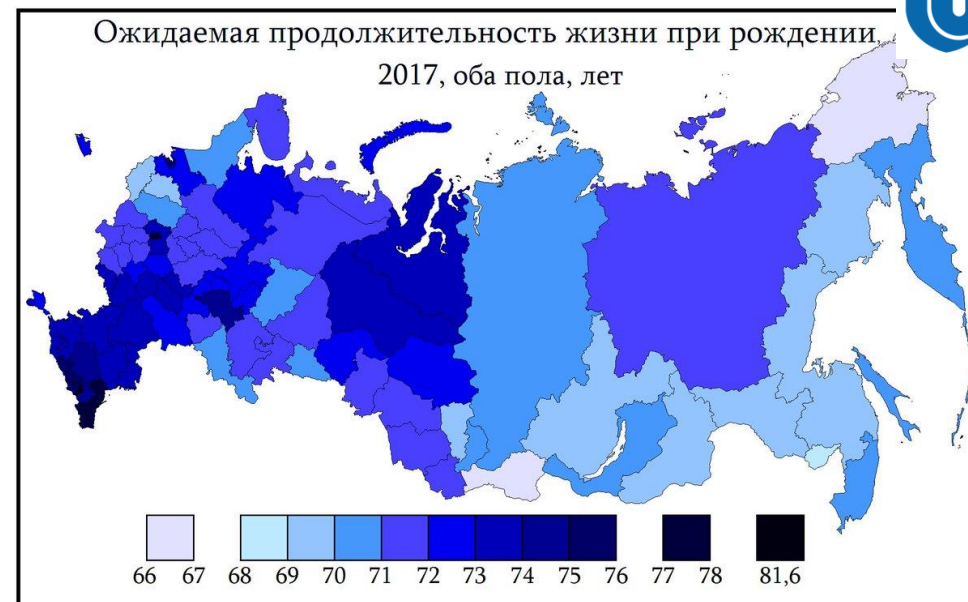 Ожидаемая продолжительность жизни при рождении,
2017, оба пола, лет
66 67 68 69 70 71 72 73 74 75 76 77 78 81,6